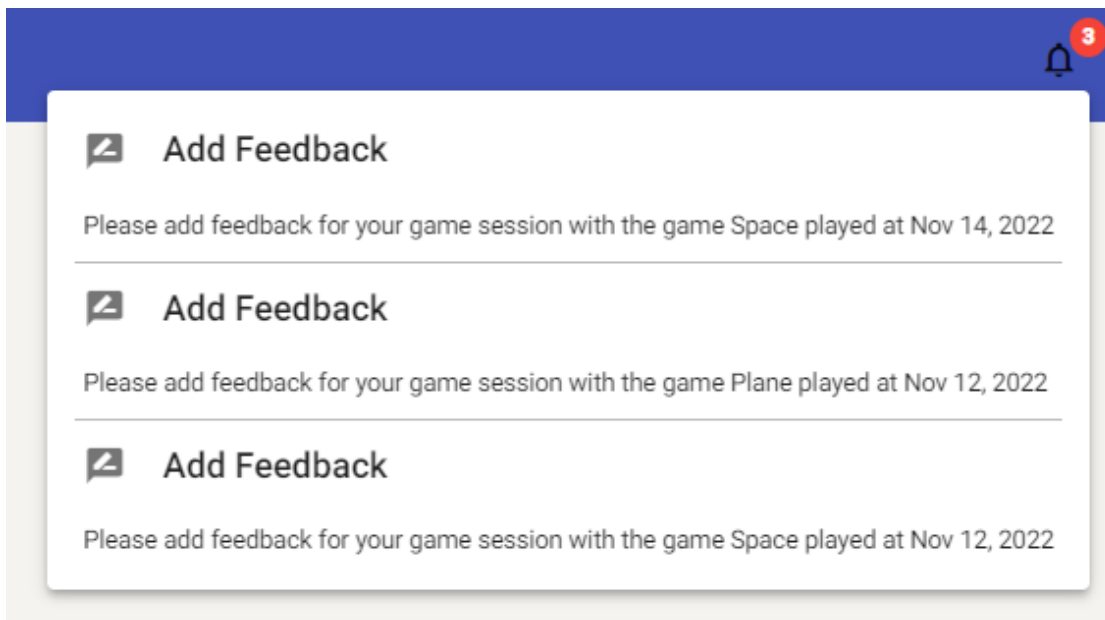 3
Add Feedback
Please add feedback for your game session with the game Space played at Nov 14, 2022
Add Feedback
Please add feedback for your game session with the game Plane played at Nov 12, 2022
Add Feedback
Please add feedback for your game session with the game Space played at Nov 12, 2022